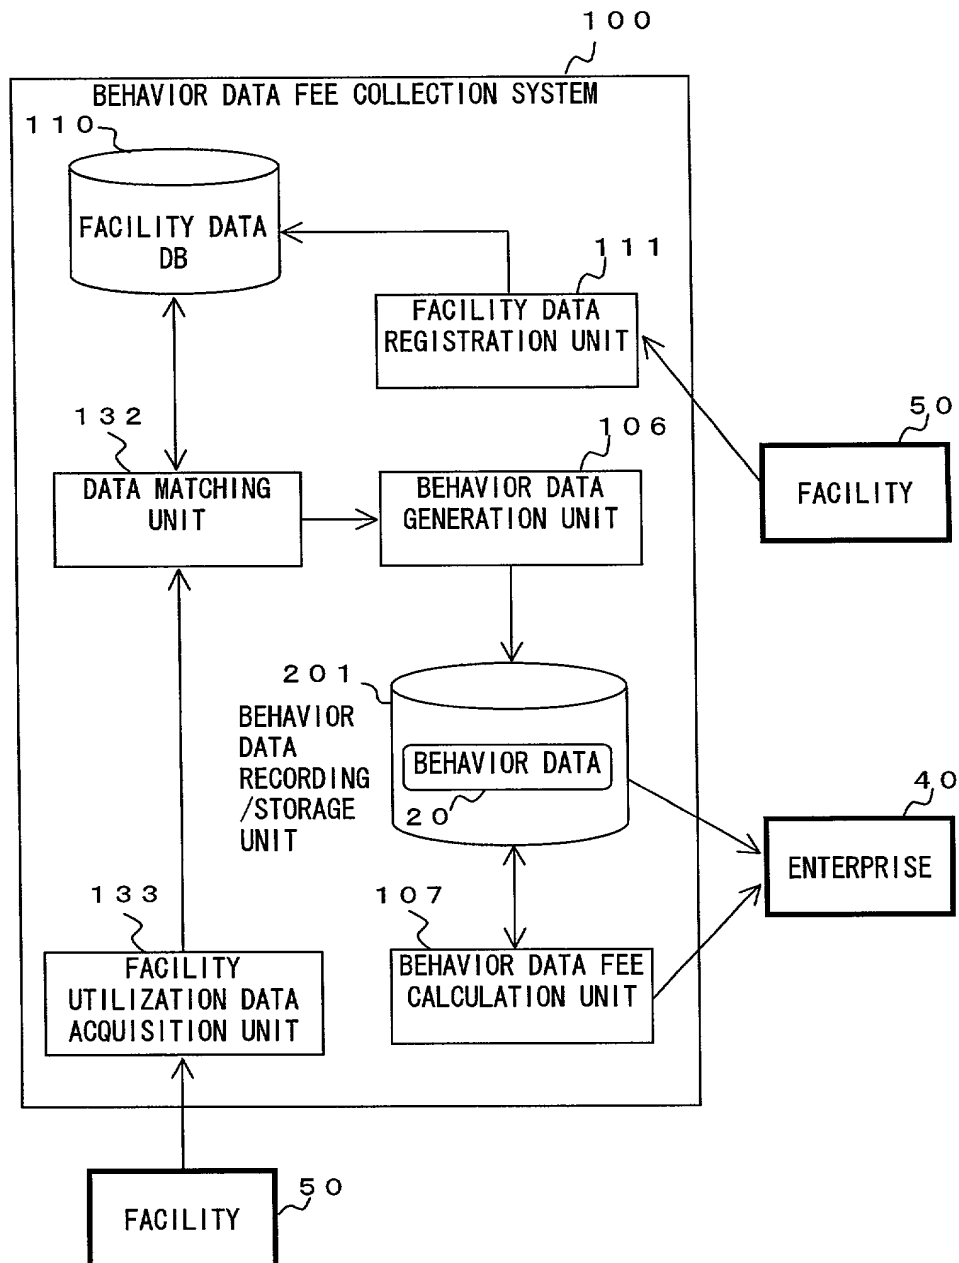 100
BEHAVIOR DATA FEE COLLECTION SYSTEM
110
FACILITY DATA
DB
111
FACILITY DATA
REGISTRATION UNIT
50
FACILITY
132
DATA MATCHING
UNIT
106
BEHAVIOR DATA
GENERATION UNIT
201
BEHAVIOR
DATA
RECORDING
/STORAGE
UNIT
BEHAVIOR DATA
20
40
ENTERPRISE
133
FACILITY
UTILIZATION DATA
ACQUISITION UNIT
107
BEHAVIOR DATA FEE
CALCULATION UNIT
50
FACILITY